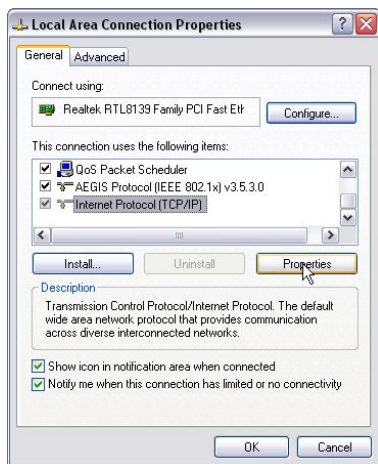 Local Area Connection Properties
General Advanced
Connect using:
Realtek RTL8139 Family PCI Fast Eth
Configure...
This connection uses the following items:
QoS Packet Scheduler
AEGIS Protocol (IEEE 802.1x) v3.5.3.0
Internet Protocol (TCP/IP)
Install... Uninstall Properties
Description
Transmission Control Protocol/Internet Protocol. The default
wide area network protocol that provides communication
across diverse interconnected networks.
Show icon in notification area when connected
Notify me when this connection has limited or no connectivity
OK Cancel